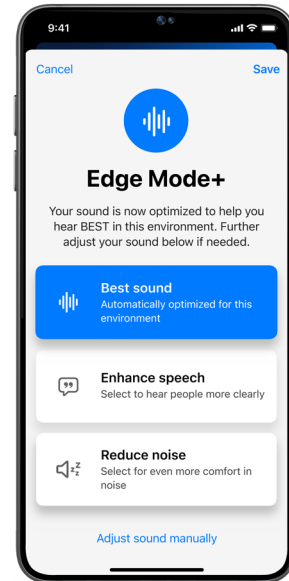 9:41
Cancel
Save
Edge Mode+
Your sound is now optimized to help you
hear BEST in this environment. Further
adjust your sound below if needed.
Best sound
Automatically optimized for this
environment
Enhance speech
Select to hear people more clearly
Reduce noise
Select for even more comfort in
noise
Adjust sound manually